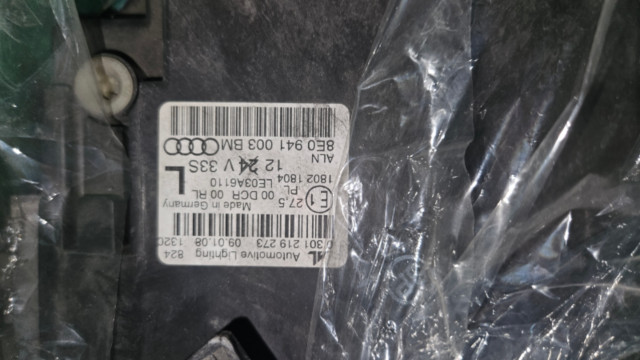 8E0 941 003 BM
ALN
12 24 V 33S
1802 1804 LE03A6110
L
PL 00 DCR 00 RL
E1
27.5
Made in Germany
0 301 219 273 09.01.08
AL Automotive Lighting 824